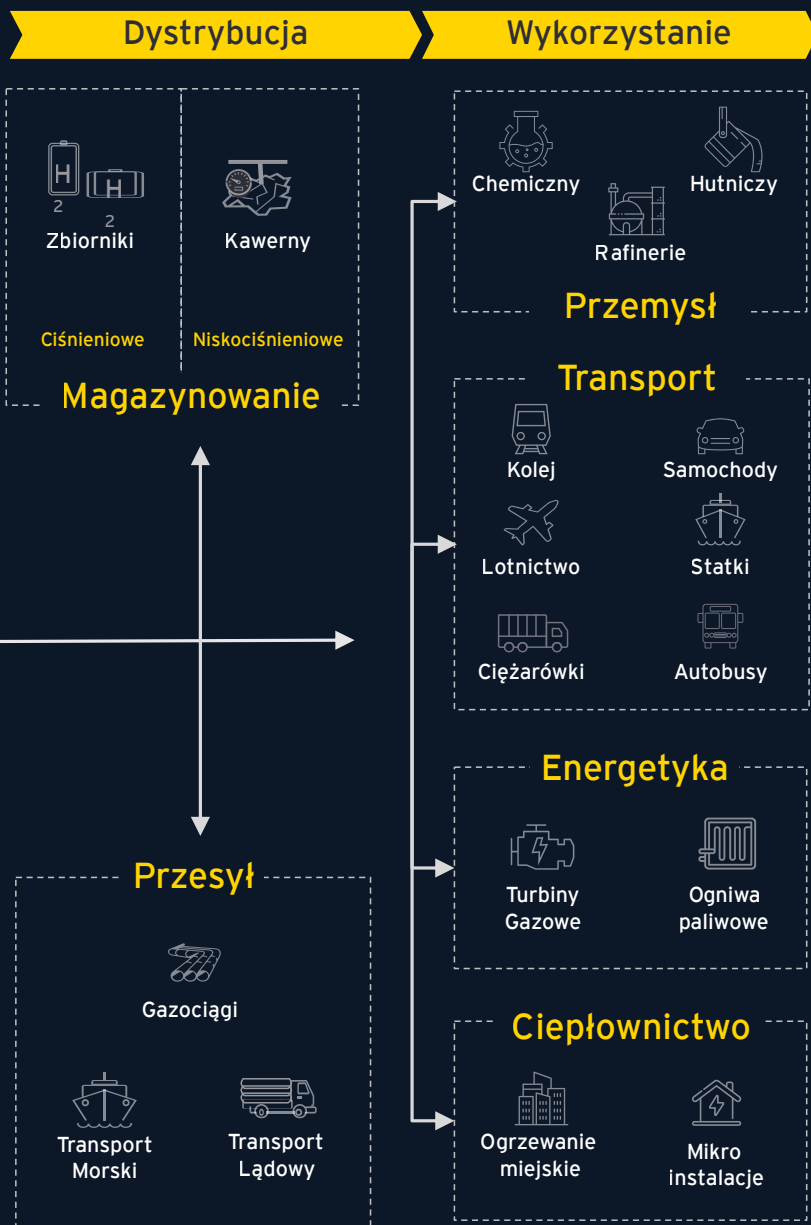 Dystrybucja
Wykorzystanie
H
2
H
2
Zbiorniki
Kawerny
Ciśnieniowe
Niskociśnieniowe
Magazynowanie
Przesył
Gazociągi
Transport
Morski
Transport
Lądowy
Chemiczny
Hutniczy
Rafinerie
Przemysł
Transport
Kolej
Samochody
Lotnictwo
Statki
Ciężarówki
Autobusy
Energetyka
Turbiny
Gazowe
Ogniwa
paliwowe
Ciepłownictwo
Ogrzewanie
miejskie
Mikro
instalacje